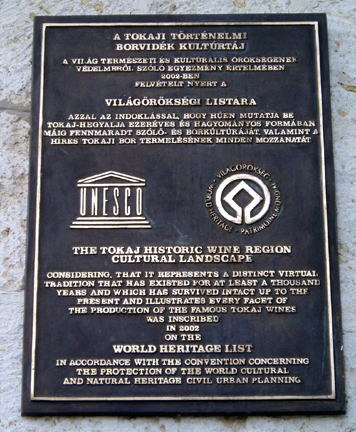 A TOKAJI TÖRTÉNELMI
BORVIDÉK KULTÚRTÁJ
A VILÁG TERMÉSZETI ÉS KULTURÁLIS ÖRÖKSÉGÉNEK
VÉDELMÉRŐL SZÓLÓ EGYEZMÉNY ÉRTELMÉBEN
2002-BEN
FELVÉTELT NYERT A
VILÁGÖRÖKSÉGI LISTÁRA
AZZAL AZ INDOKLÁSSAL, HOGY HŰEN MUTATJA BE
TOKAJ-HEGYALJA EZERÉVES ÉS HAGYOMÁNYOS FORMÁBAN
MÁIG FENNMARADT SZŐLŐ- ÉS BORKULTÚRÁJÁT, VALAMINT A
HÍRES TOKAJI BOR TERMELÉSÉNEK MINDEN MOZZANATÁT
UNESCO
VILÁGÖRÖKSÉG
WORLD HERITAGE
PATRIMOINE MONDIAL
THE TOKAJ HISTORIC WINE REGION
CULTURAL LANDSCAPE
CONSIDERING, THAT IT REPRESENTS A DISTINCT VIRTUAL
TRADITION THAT HAS EXISTED FOR AT LEAST A THOUSAND
YEARS AND WHICH HAS SURVIVED INTACT UP TO THE
PRESENT AND ILLUSTRATES EVERY FACET OF
THE PRODUCTION OF THE FAMOUS TOKAJ WINES
WAS INSCRIBED
IN 2002
ON THE
WORLD HERITAGE LIST
IN ACCORDANCE WITH THE CONVENTION CONCERNING
THE PROTECTION OF THE WORLD CULTURAL
AND NATURAL HERITAGE CIVIL URBAN PLANNING